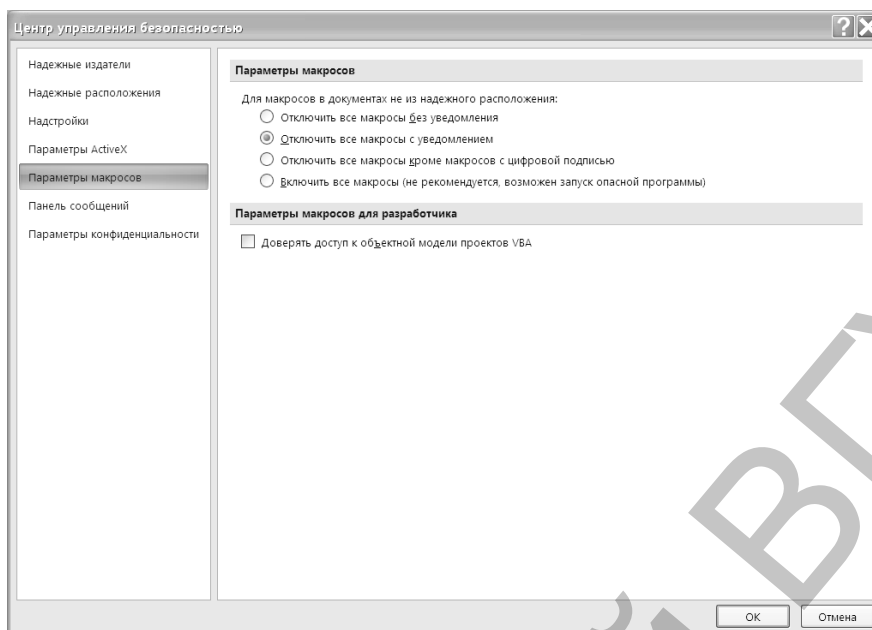 Центр управления безопасностью
Надежные издатели
Надежные расположения
Надстройки
Параметры ActiveX
Параметры макросов
Панель сообщений
Параметры конфиденциальности
Параметры макросов
Для макросов в документах не из надежного расположения:
Отключить все макросы без уведомления
Отключить все макросы с уведомлением
Отключить все макросы кроме макросов с цифровой подписью
Включить все макросы (не рекомендуется, возможен запуск опасной программы)
Параметры макросов для разработчика
Доверять доступ к объектной модели проектов VBA
ОК
Отмена